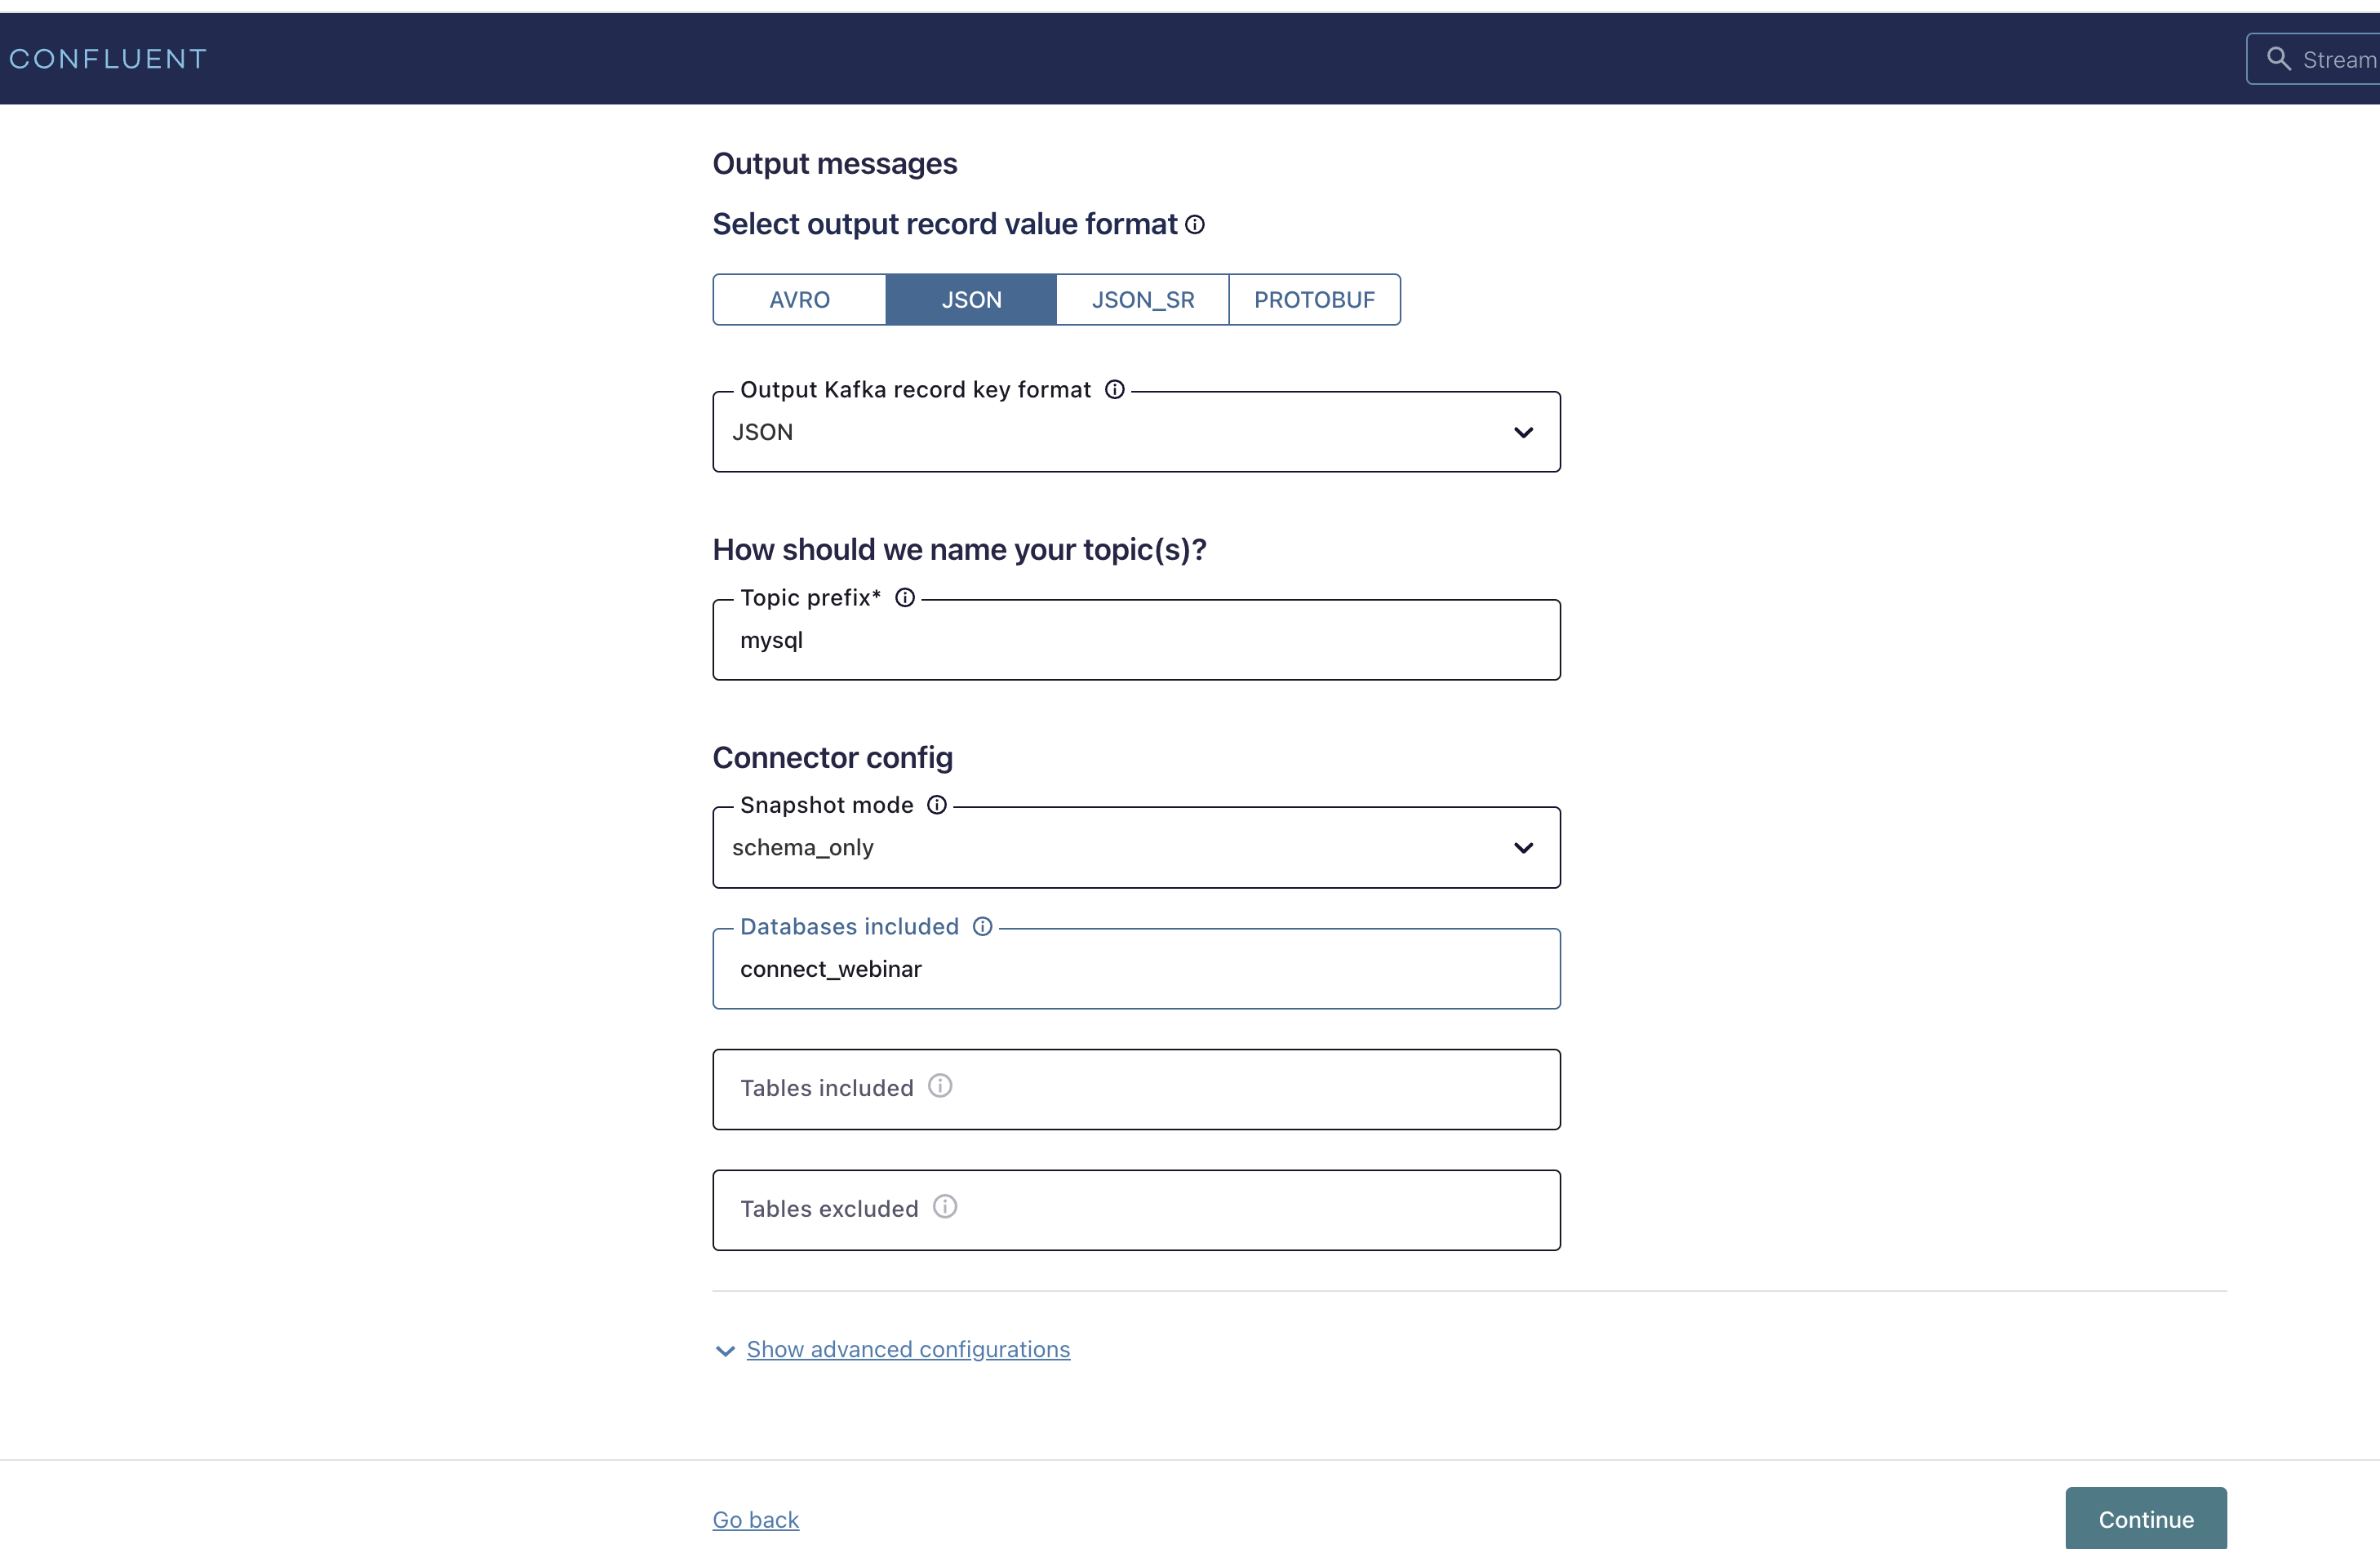 CONFLUENT
Stream
Output messages
Select output record value format
AVRO JSON JSON_SR PROTOBUF
Output Kafka record key format
JSON
How should we name your topic(s)?
Topic prefix*
mysql
Connector config
Snapshot mode
schema_only
Databases included
connect_webinar
Tables included
Tables excluded
Show advanced configurations
Go back
Continue